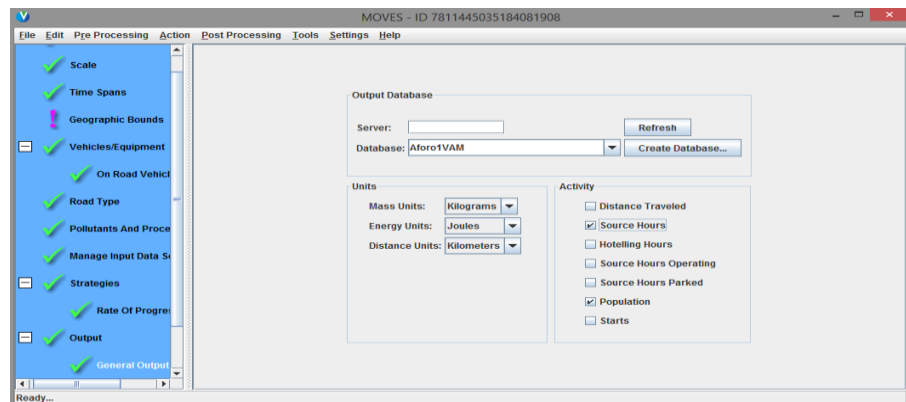 MOVES - ID 7811445035184081908
File Edit Pre Processing Action Post Processing Tools Settings Help
Scale
Time Spans
Geographic Bounds
Vehicles/Equipment
On Road Vehicl
Road Type
Pollutants And Proce
Manage Input Data S
Strategies
Rate Of Progre
Output
General Output
Output Database
Server:
Refresh
Database: Aforo1VAM
Create Database...
Units
Mass Units: Kilograms
Energy Units: Joules
Distance Units: Kilometers
Activity
Distance Traveled
Source Hours
Hotelling Hours
Source Hours Operating
Source Hours Parked
Population
Starts
Ready...